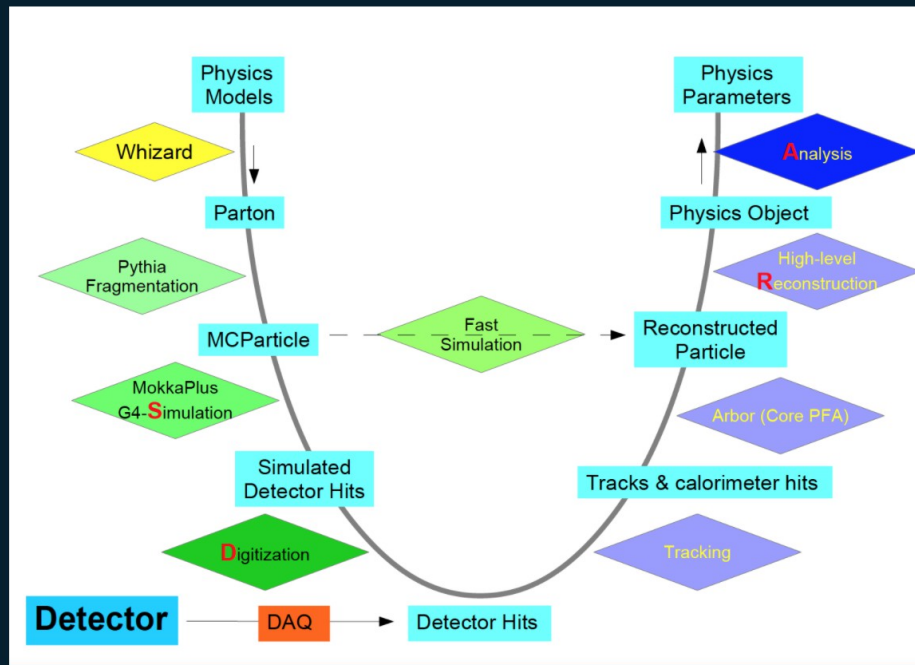 Physics
Models
Physics
Parameters
Whizard
Analysis
Parton
Physics Object
Pythia
Fragmentation
High-level
Reconstruction
MCParticle
Fast
Simulation
Reconstructed
Particle
MokkaPlus
G4-Simulation
Arbor (Core PFA)
Simulated
Detector Hits
Tracks & calorimeter hits
Digitization
Tracking
Detector
DAQ
Detector Hits